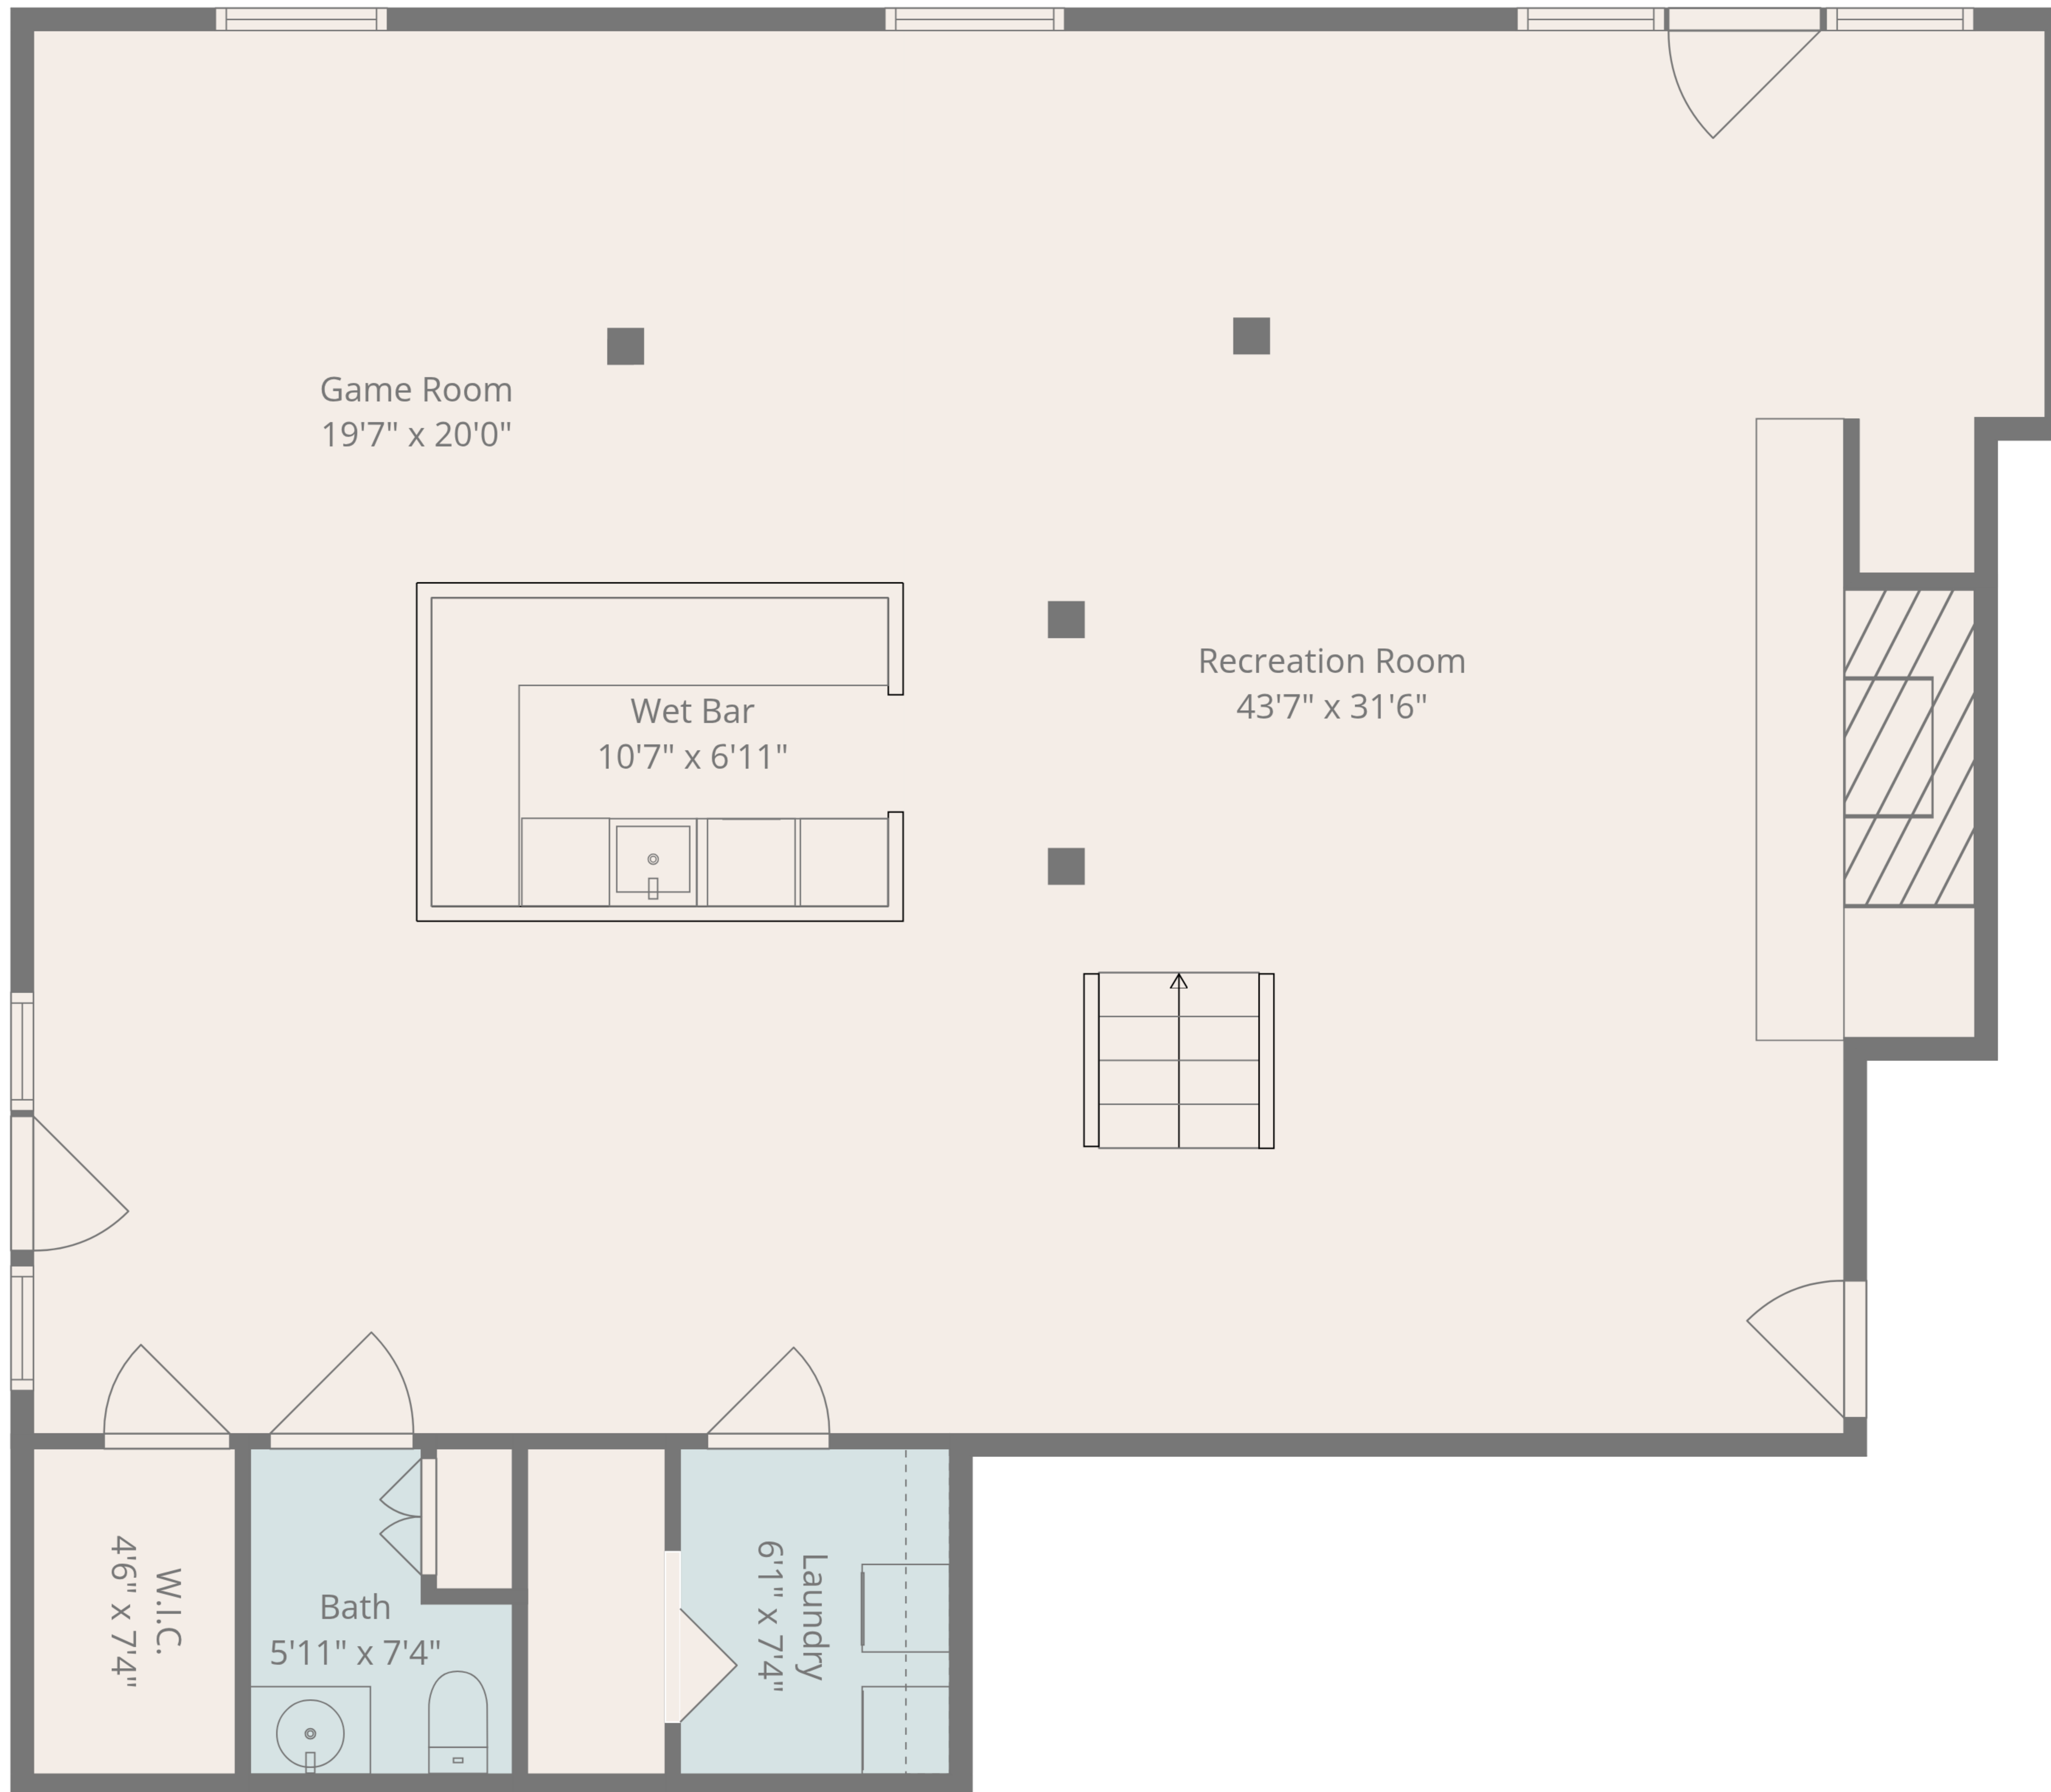 Game Room
19'7" x 20'0"
Recreation Room
43'7" x 31'6"
Wet Bar
10'7" x 6'11"
W.I.C.
4'6" x 7'4"
Bath
5'11" x 7'4"
Laundry
6'1" x 7'4"